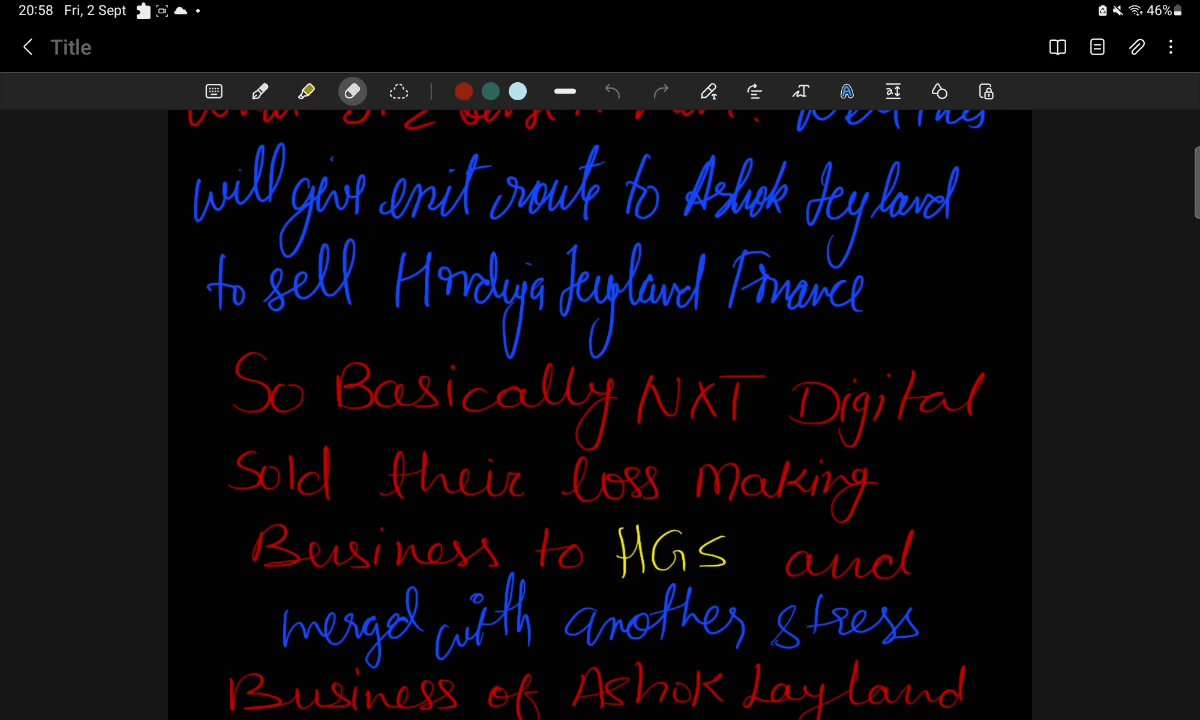 20:58 Fri, 2 Sept 46%
Title
will give exit route to Ashok Leyland
to sell Hinduja Leyland Finance
So Basically NXT Digital
Sold their loss Making
Business to HGS and
merged with another stress
Business of Ashok Layland